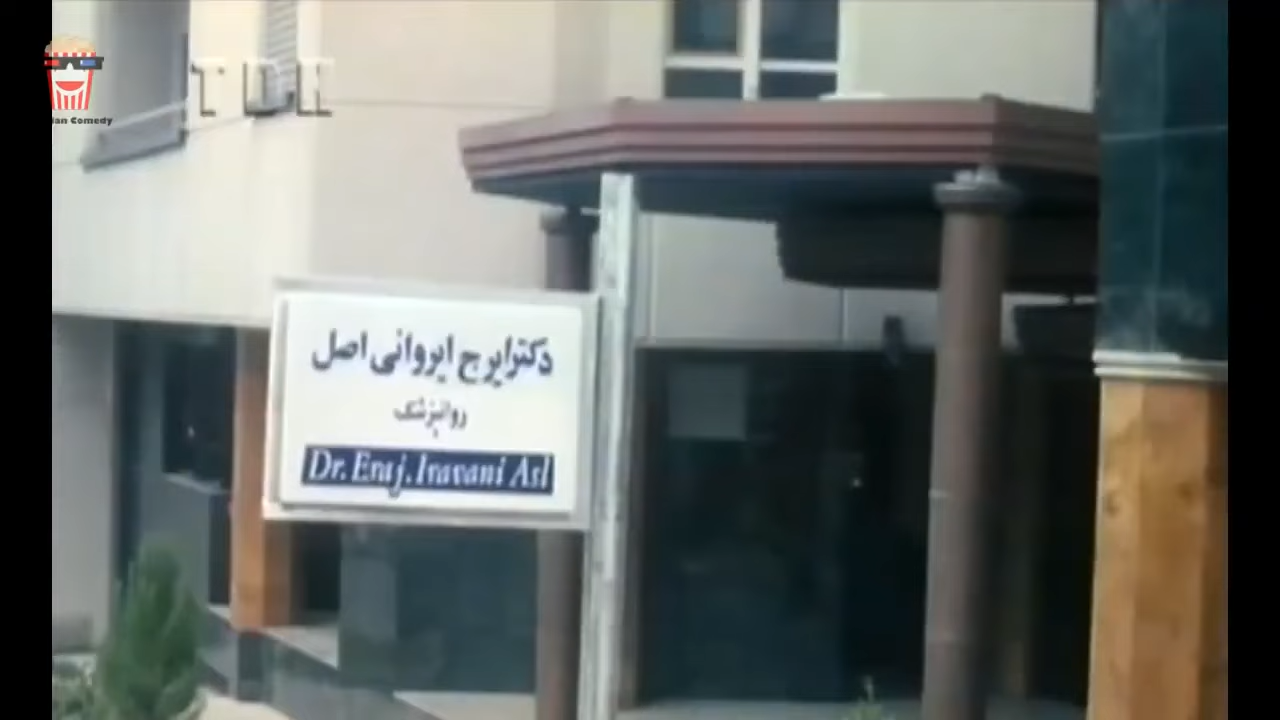 دکتر ایرج ایروانی اصل
روانپزشک
Dr. Eraj. Iravani Asl